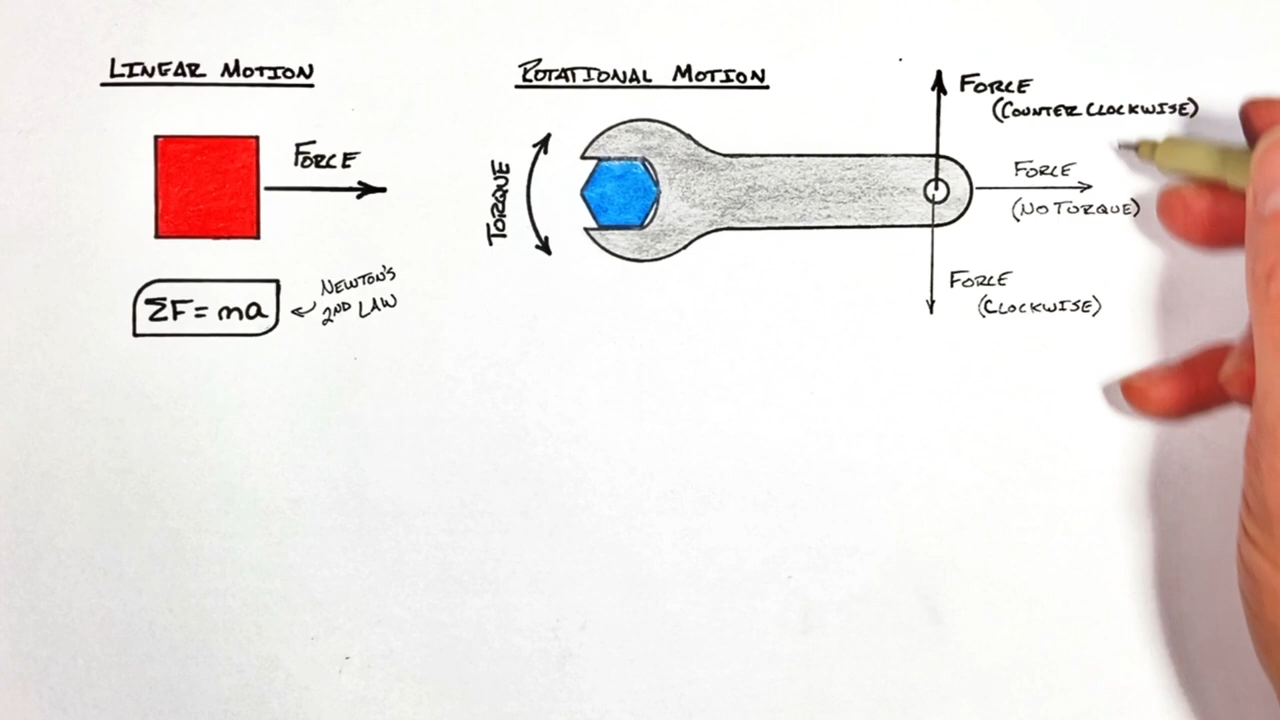 LINEAR MOTION
FORCE
ΣF = ma
NEWTON'S
2ND LAW
ROTATIONAL MOTION
TORQUE
FORCE
(COUNTER CLOCKWISE)
FORCE
(NO TORQUE)
FORCE
(CLOCKWISE)